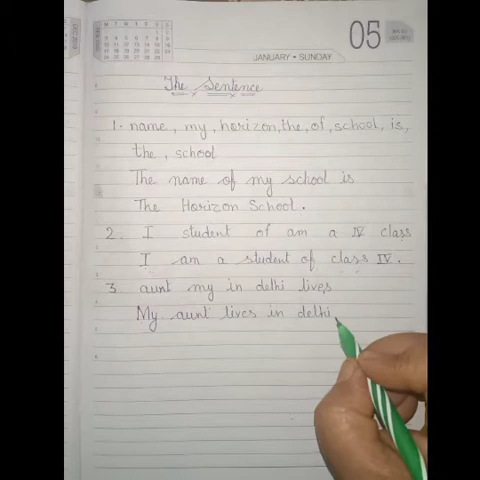 05
JANUARY • SUNDAY
The Sentence
1. name, my, horizon, the, of, school, is,
the, school
The name of my school is
The Horizon School.
2. I student of am a IV class
I am a student of class IV.
3. aunt my in delhi lives
My aunt lives in delhi